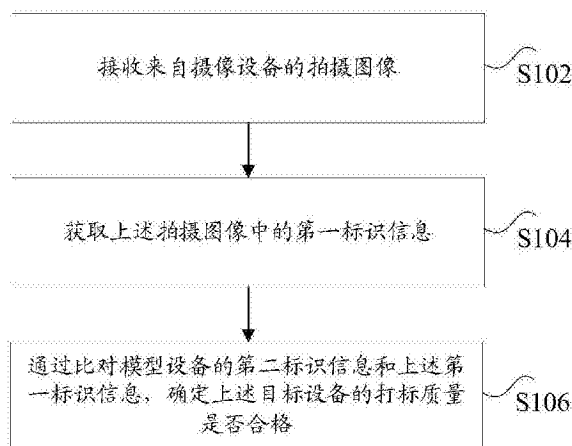 接收来自摄像设备的拍摄图像
S102
获取上述拍摄图像中的第一标识信息
S104
通过比对模型设备的第二标识信息和上述第
一标识信息，确定上述目标设备的打标质量
是否合格
S106